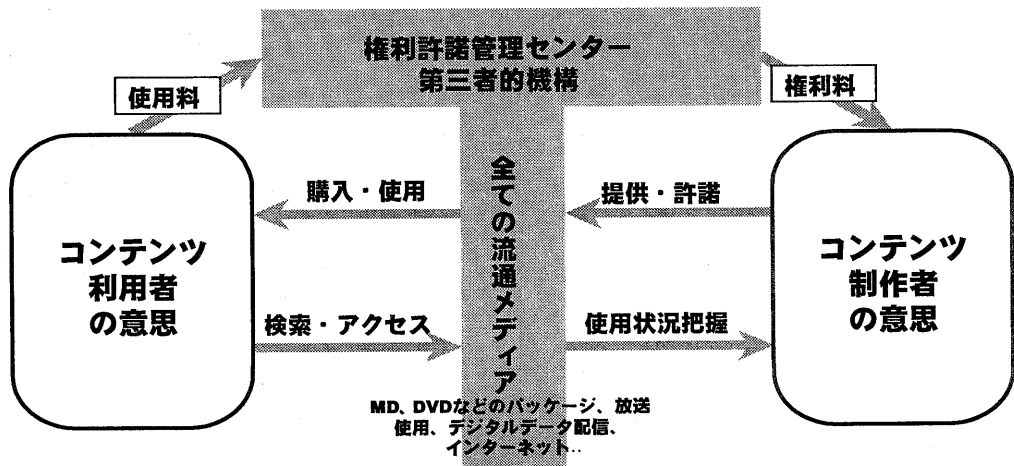 権利許諾管理センター
第三者的機構
使用料
権利料
全ての流通メディア
購入・使用
提供・許諾
コンテンツ
利用者
の意思
コンテンツ
制作者
の意思
検索・アクセス
使用状況把握
MD、DVDなどのパッケージ、放送
使用、デジタルデータ配信、
インターネット..